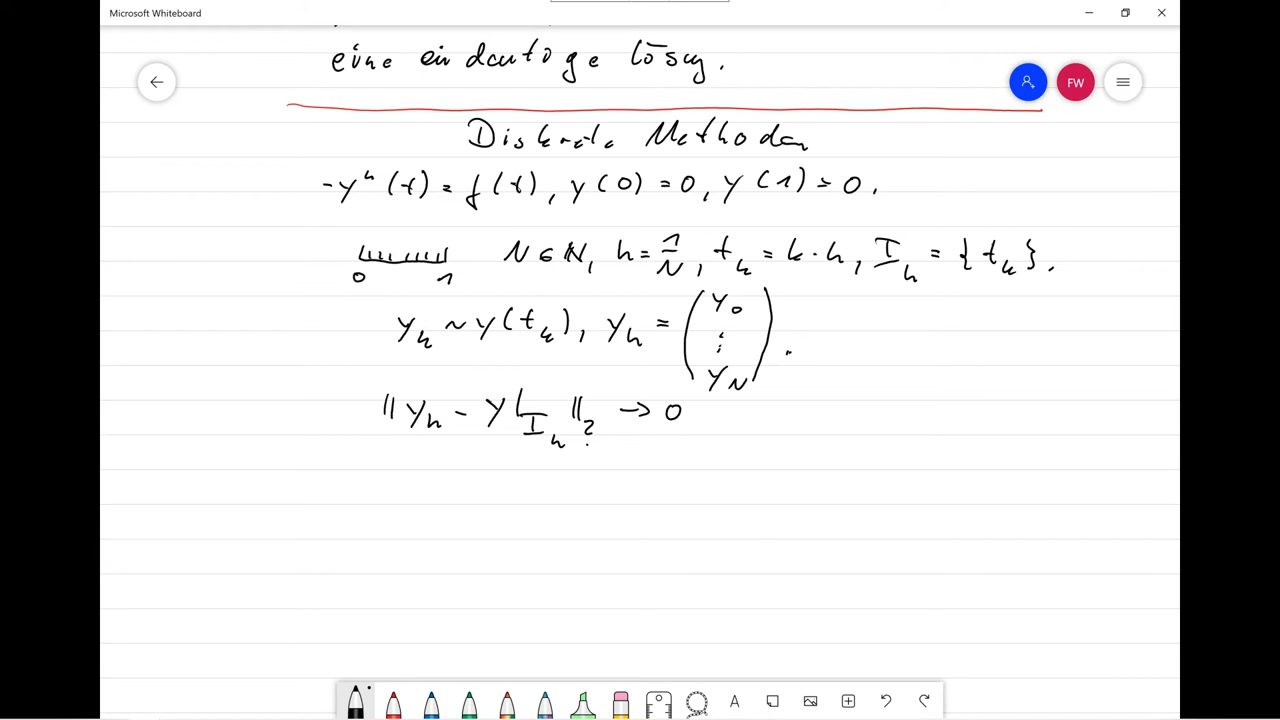 Microsoft Whiteboard
eine eindeutige Lösung.
FW
Diskrete Methoden
-y''(t) = f(t), y(0) = 0, y(1) = 0.
0 1 N ∈ ℕ, h = 1/N, t_k = k · h, I_h = { t_k }.
y_k ~ y(t_k), y_h = ( y_0 ⋮ y_N ).
|| y_h - y|_{I_h} ||_? → 0
A